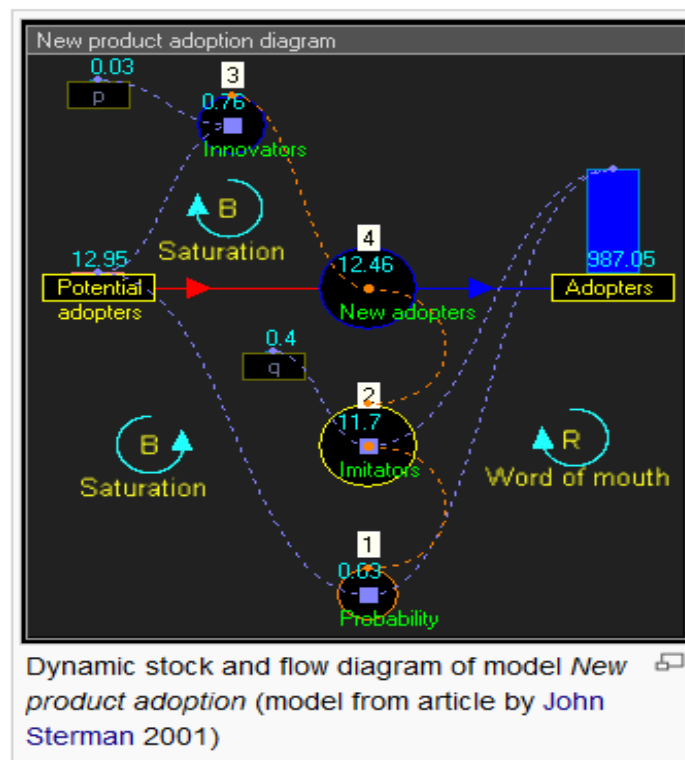 New product adoption diagram
0.03
p
3
0.76
Innovators
B
Saturation
12.95
Potential
adopters
4
12.46
New adopters
987.05
Adopters
0.4
q
2
11.7
Imitators
B
Saturation
R
Word of mouth
1
0.03
Probability
Dynamic stock and flow diagram of model New
product adoption (model from article by John
Sterman 2001)